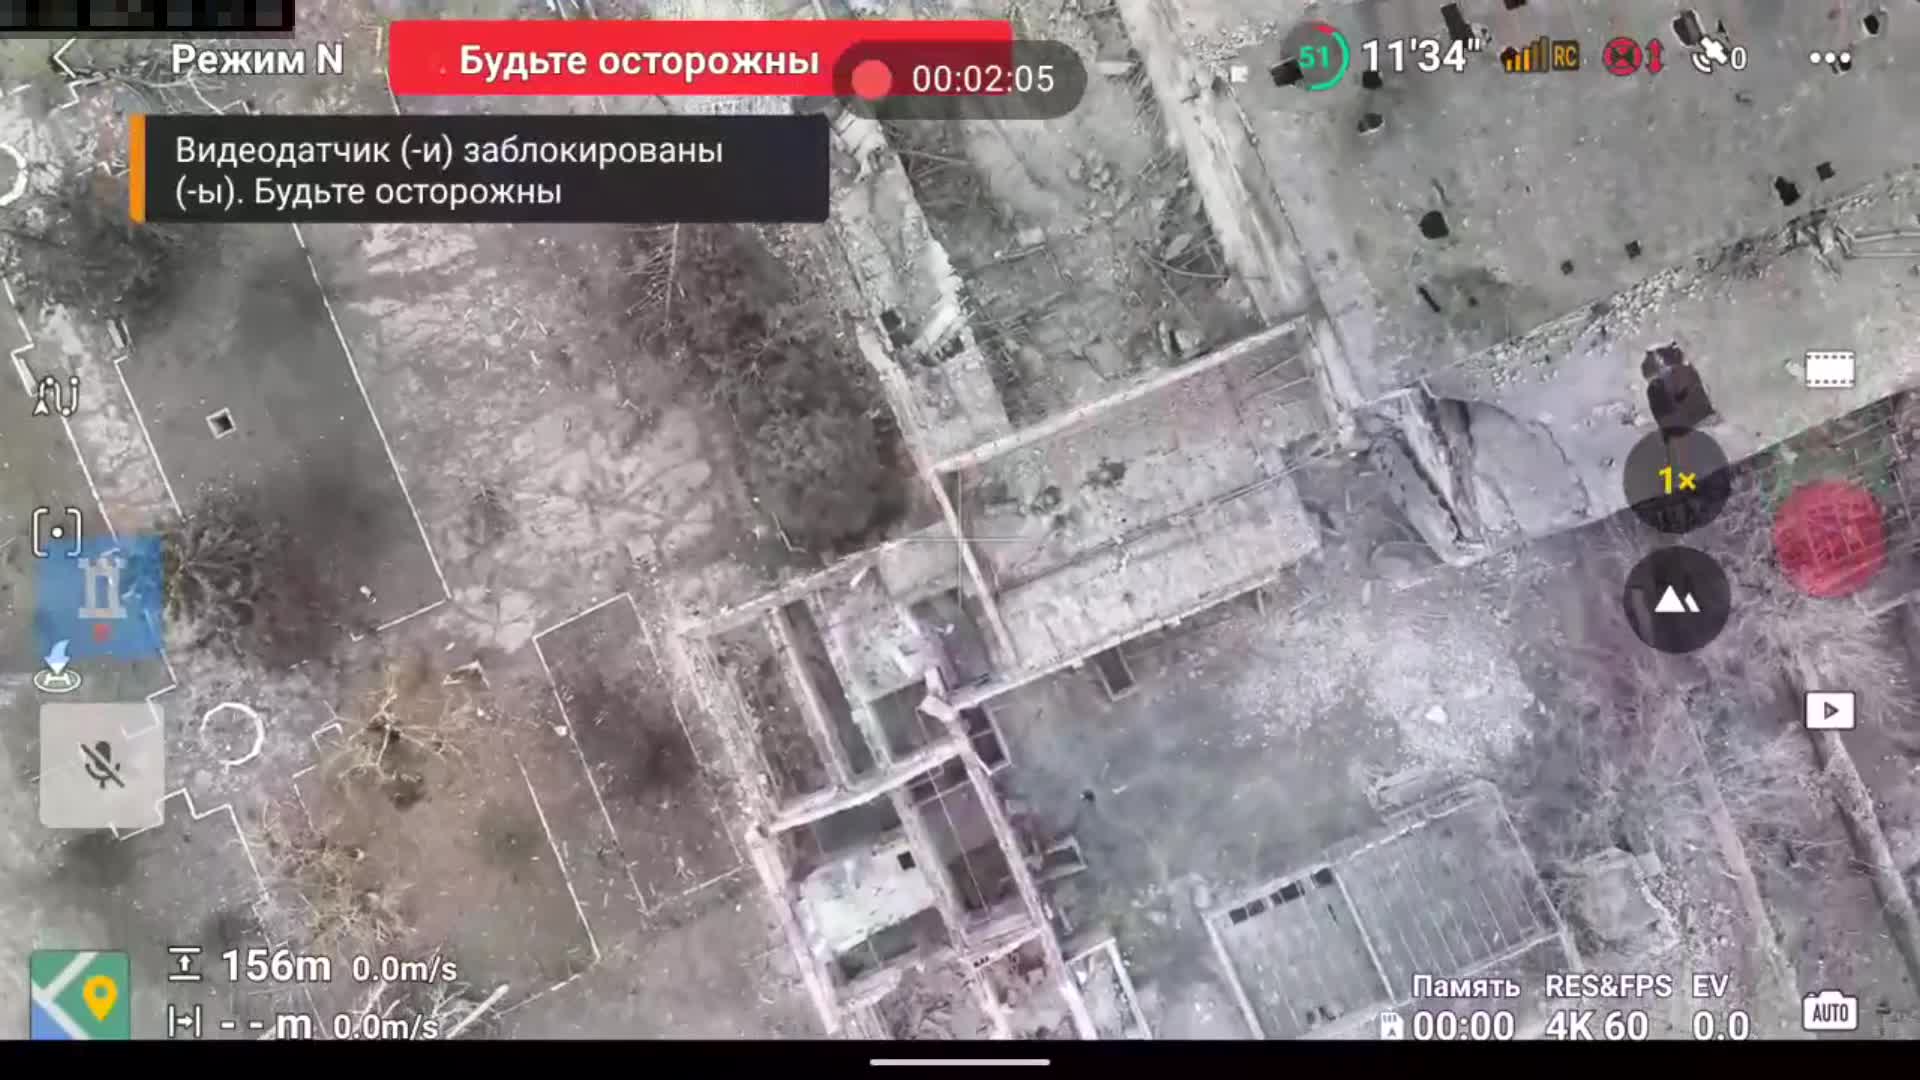 Режим N
Будьте осторожны
00:02:05
51
11'34"
RC
0
Видеодатчик (-и) заблокированы
(-ы). Будьте осторожны
1×
156m 0.0m/s
- - m 0.0m/s
Память RES&FPS EV
00:00 4K 60 0.0
AUTO